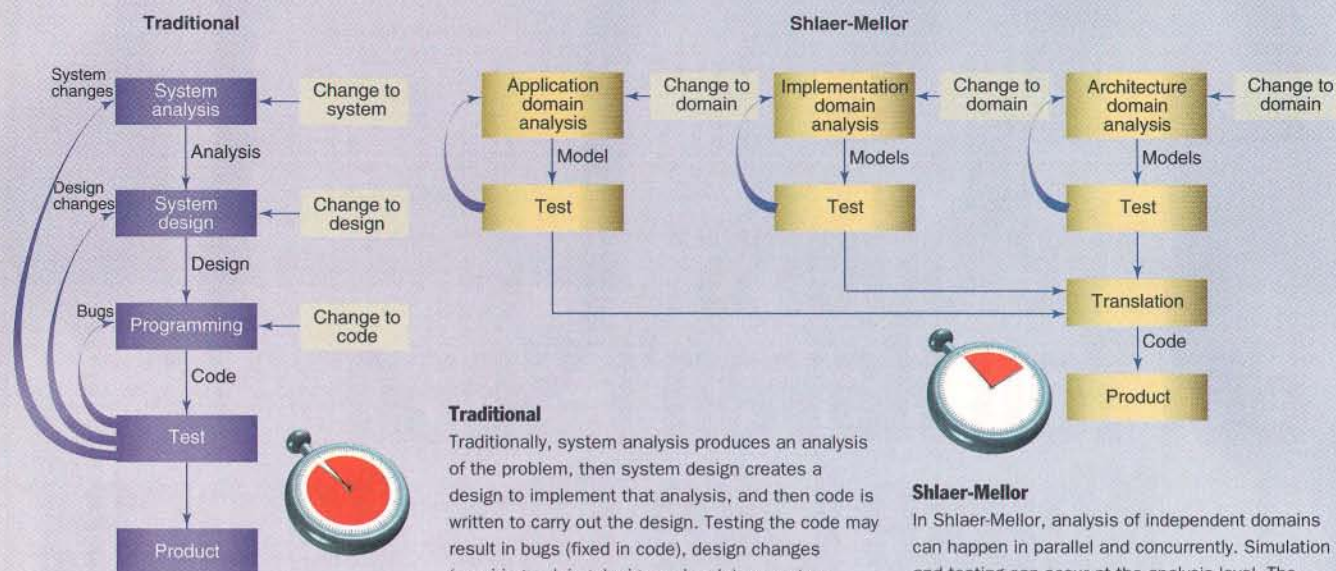 Traditional
System
changes
System
analysis
Change to
system
Analysis
Design
changes
System
design
Change to
design
Design
Bugs
Programming
Change to
code
Code
Test
Product
Shlaer-Mellor
Application
domain
analysis
Change to
domain
Implementation
domain
analysis
Change to
domain
Architecture
domain
analysis
Change to
domain
Model
Models
Models
Test
Test
Test
Translation
Code
Product
Traditional
Traditionally, system analysis produces an analysis
of the problem, then system design creates a
design to implement that analysis, and then code is
written to carry out the design. Testing the code may
result in bugs (fixed in code), design changes
Shlaer-Mellor
In Shlaer-Mellor, analysis of independent domains
can happen in parallel and concurrently. Simulation
and testing can occur at the analysis level. The